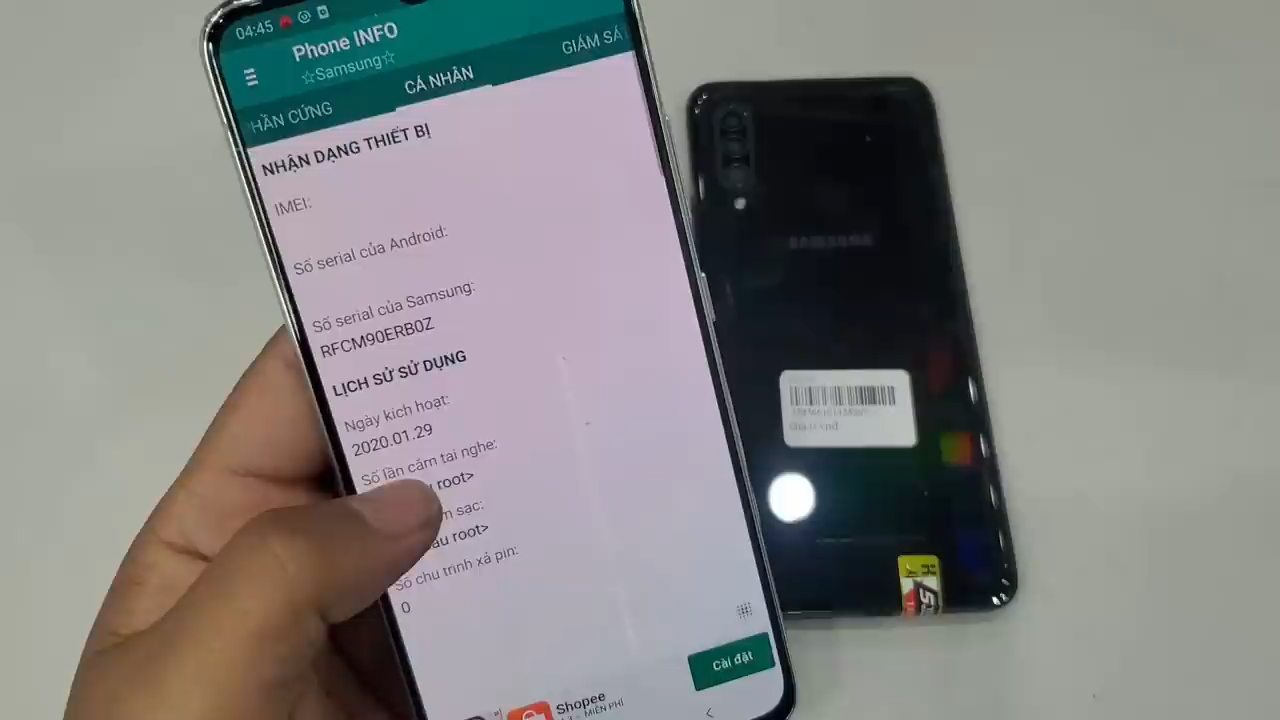 04:45
Phone INFO
☆Samsung☆
HẦN CỨNG
CÁ NHÂN
GIÁM SÁ
NHẬN DẠNG THIẾT BỊ
IMEI:
Số serial của Android:
Số serial của Samsung:
RFCM90ERB0Z
LỊCH SỬ SỬ DỤNG
Ngày kích hoạt:
2020.01.29
Số lần cắm tai nghe:
root>
sạc:
root>
Số chu trình xả pin:
0
Cài đặt
Shopee
MIỄN PHÍ
SAMSUNG